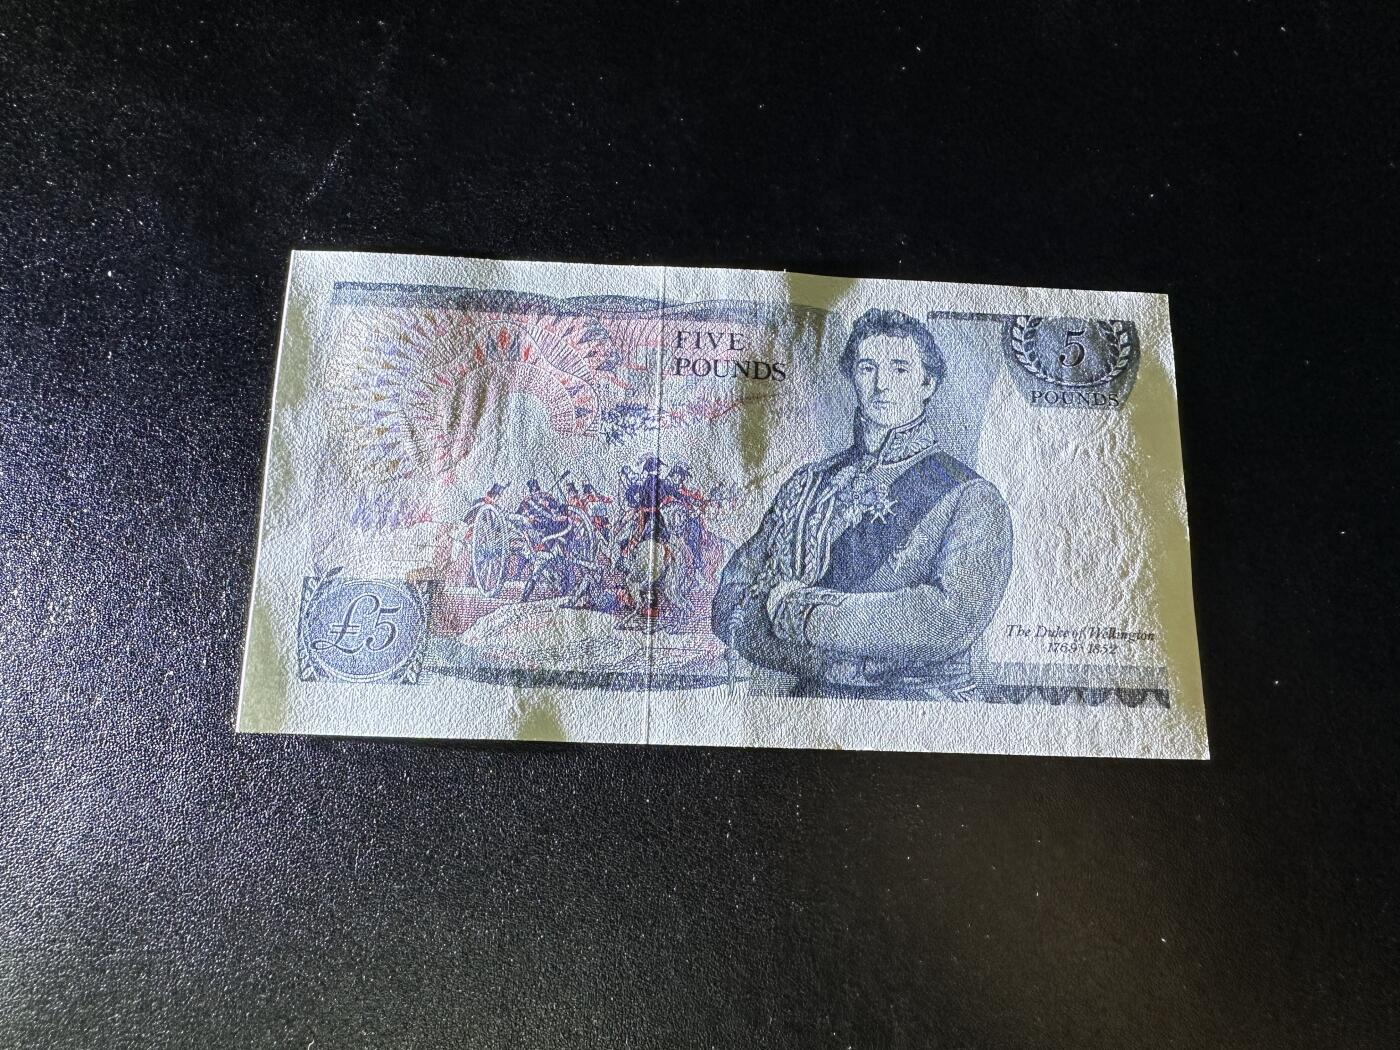 FIVE
POUNDS
5
POUNDS
£5
The Duke of Wellington
1769-1852